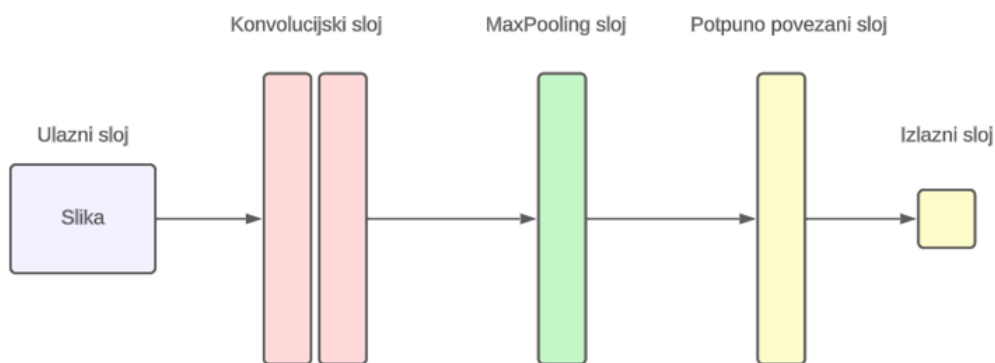 Konvolucijski sloj
MaxPooling sloj
Potpuno povezani sloj
Ulazni sloj
Izlazni sloj
Slika